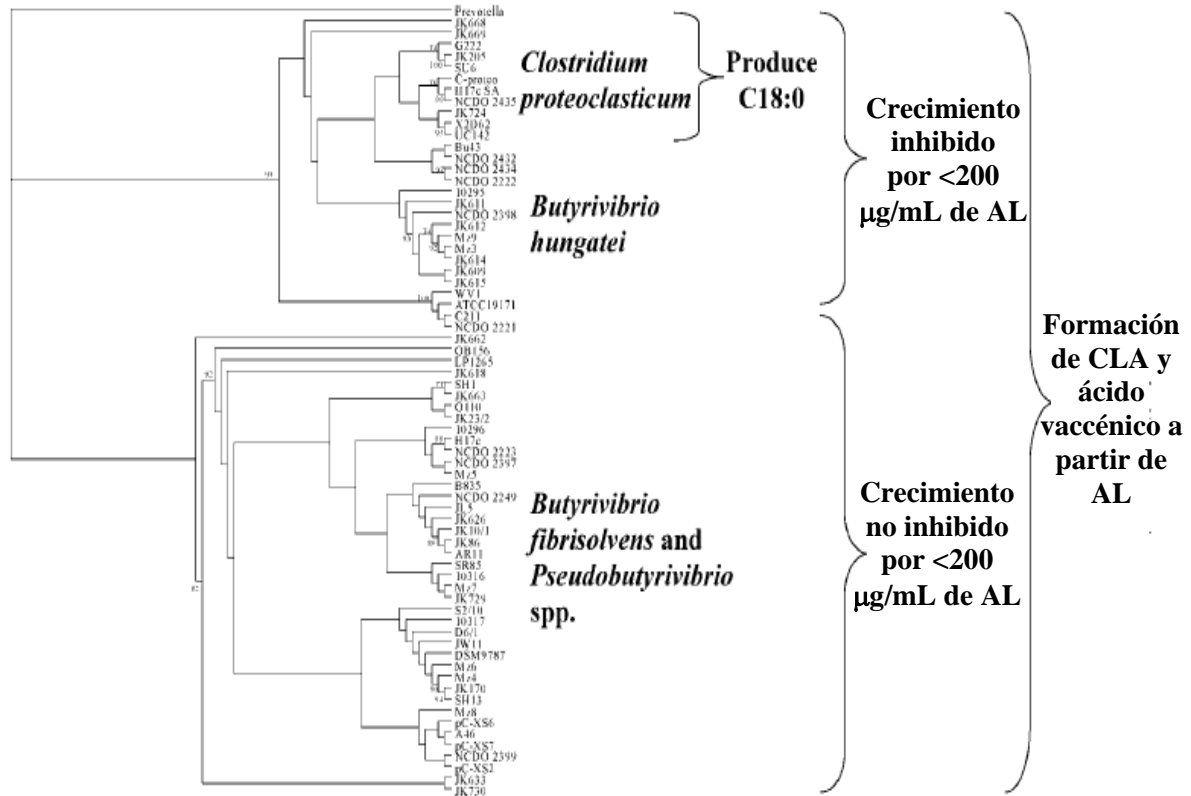 Prevotella
JK668
JK669
G222
JK205
SU6
C-proteo
H17c SA
NCDO 2435
JK724
X2D62
UC142
Bu43
NCDO 2432
NCDO 2434
NCDO 2222
10295
JK611
NCDO 2398
JK612
Mz9
Mz3
JK614
JK609
JK615
WV1
ATCC19171
C211
NCDO 2221
JK662
OB156
LP1265
JK618
SH1
JK663
O110
JK23/2
10296
H17c
NCDO 2223
NCDO 2397
Mz5
B835
NCDO 2249
JL5
JK626
JK10/1
JK86
AR11
SR85
10316
Mz7
JK729
S2/10
10317
D6/1
JW11
DSM9787
Mz6
Mz4
JK170
SH13
Mz8
pC-XS6
A46
pC-XS7
NCDO 2399
pC-XS2
JK633
JK730
Clostridium
proteoclasticum
Produce
C18:0
Butyrivibrio
hungatei
Butyrivibrio
fibrisolvens and
Pseudobutyrivibrio
spp.
Crecimiento
inhibido
por <200
µg/mL de AL
Crecimiento
no inhibido
por <200
µg/mL de AL
Formación
de CLA y
ácido
vaccénico a
partir de
AL